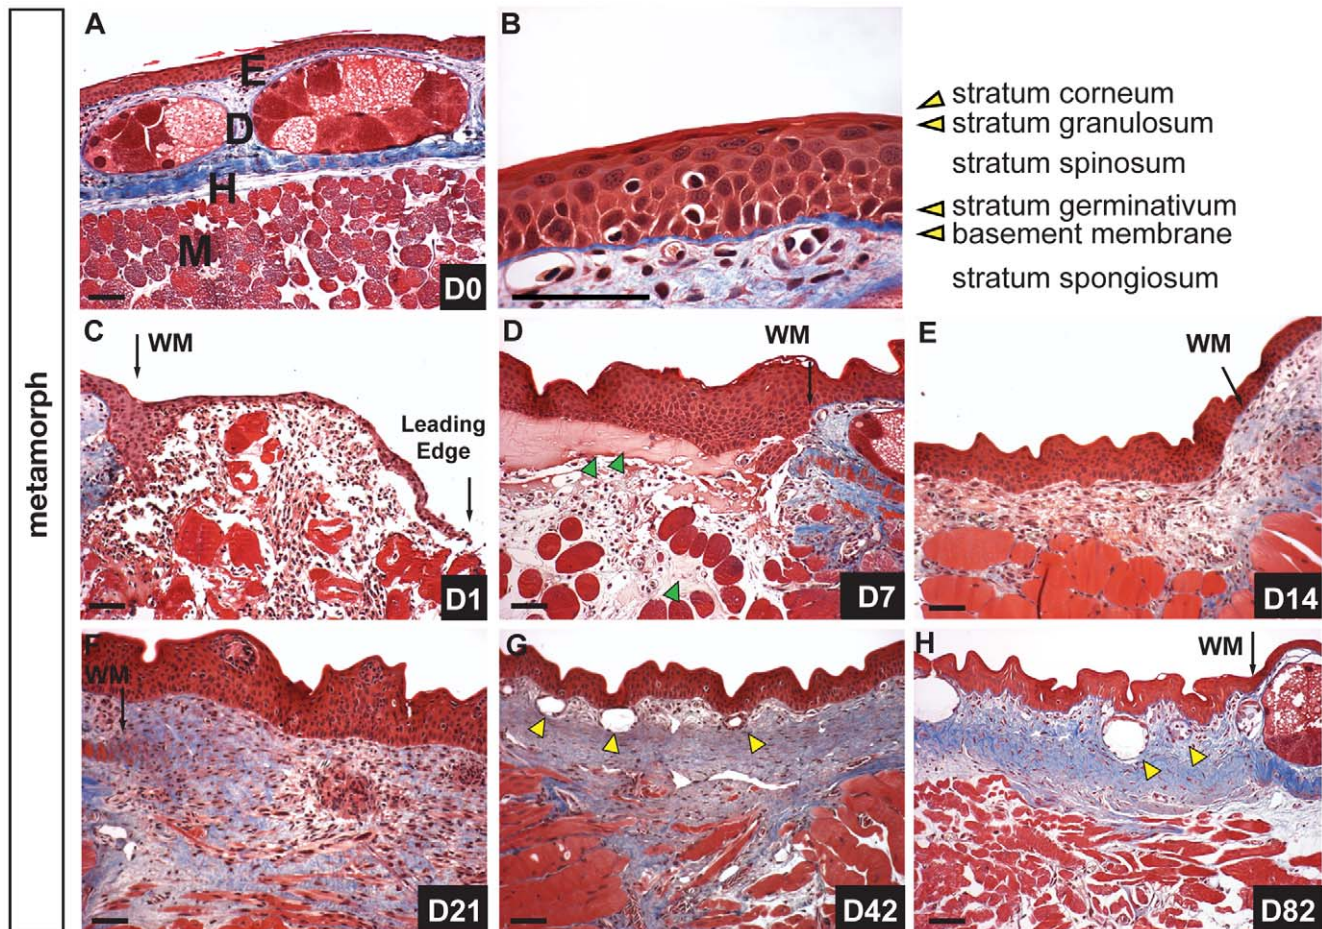 metamorph
A
E
D
H
M
D0
B
stratum corneum
stratum granulosum
stratum spinosum
stratum germinativum
basement membrane
stratum spongiosum
C
WM
Leading
Edge
D1
D
WM
D7
E
WM
D14
F
WM
D21
G
D42
H
WM
D82